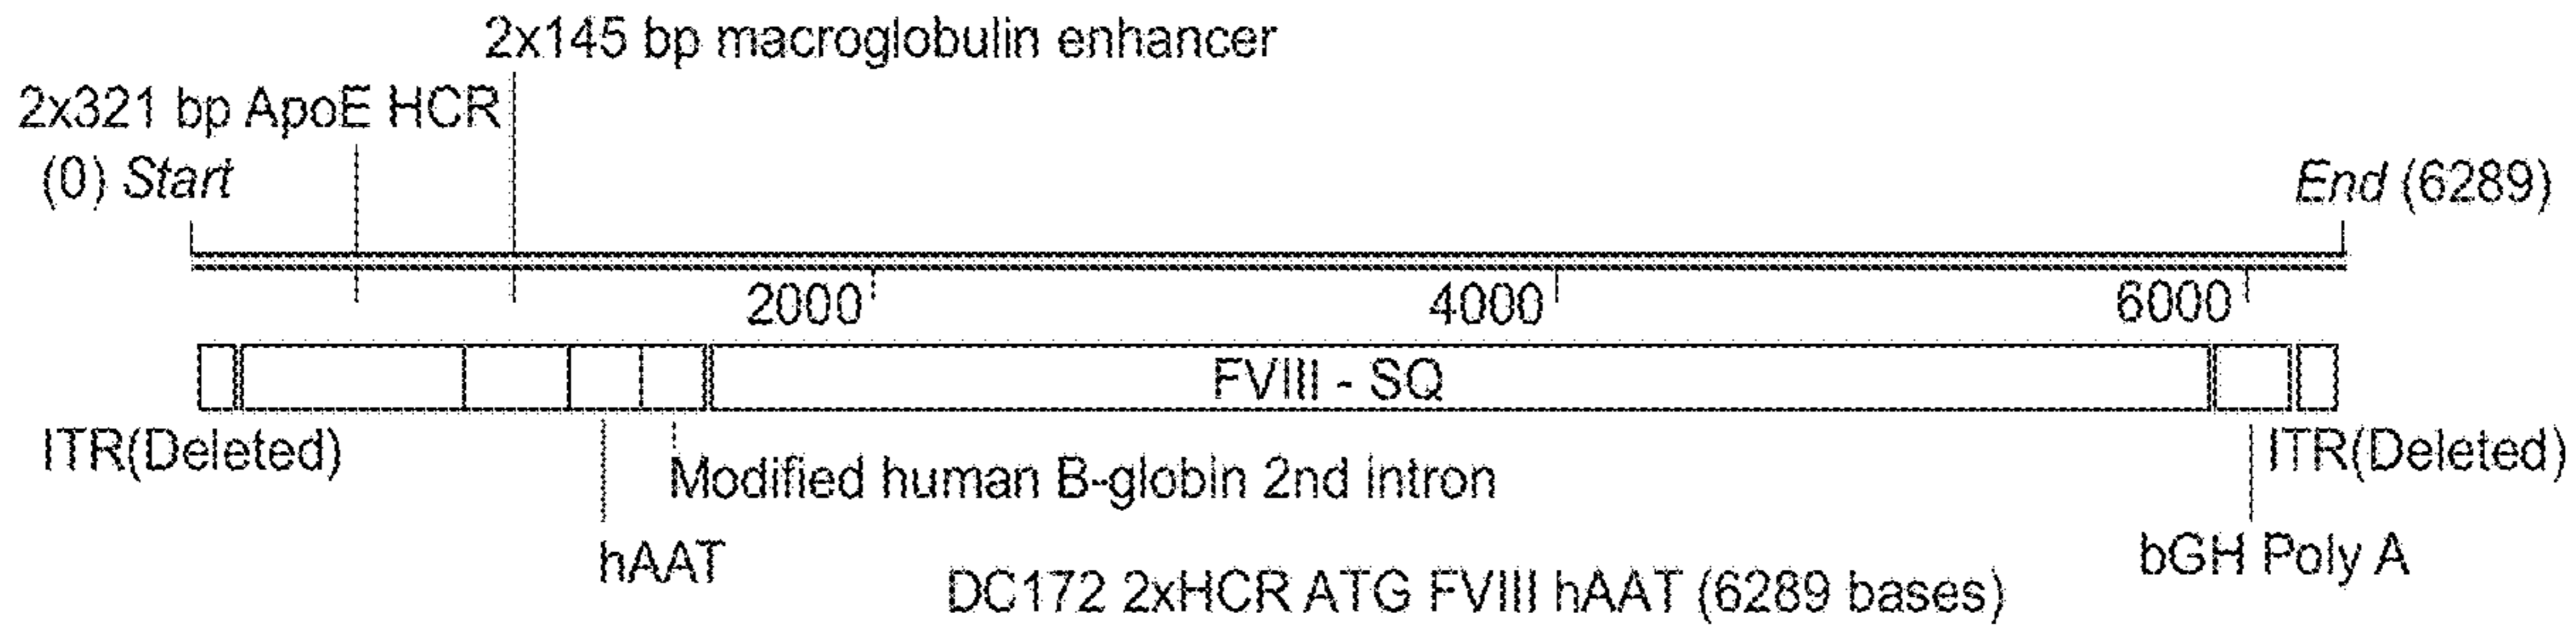 2x145 bp macroglobulin enhancer
2x321 bp ApoE HCR
(0) Start
End (6289)
2000
4000
6000
FVIII - SQ
ITR(Deleted)
ITR(Deleted)
Modified human B-globin 2nd intron
hAAT
bGH Poly A
DC172 2xHCR ATG FVIII hAAT (6289 bases)